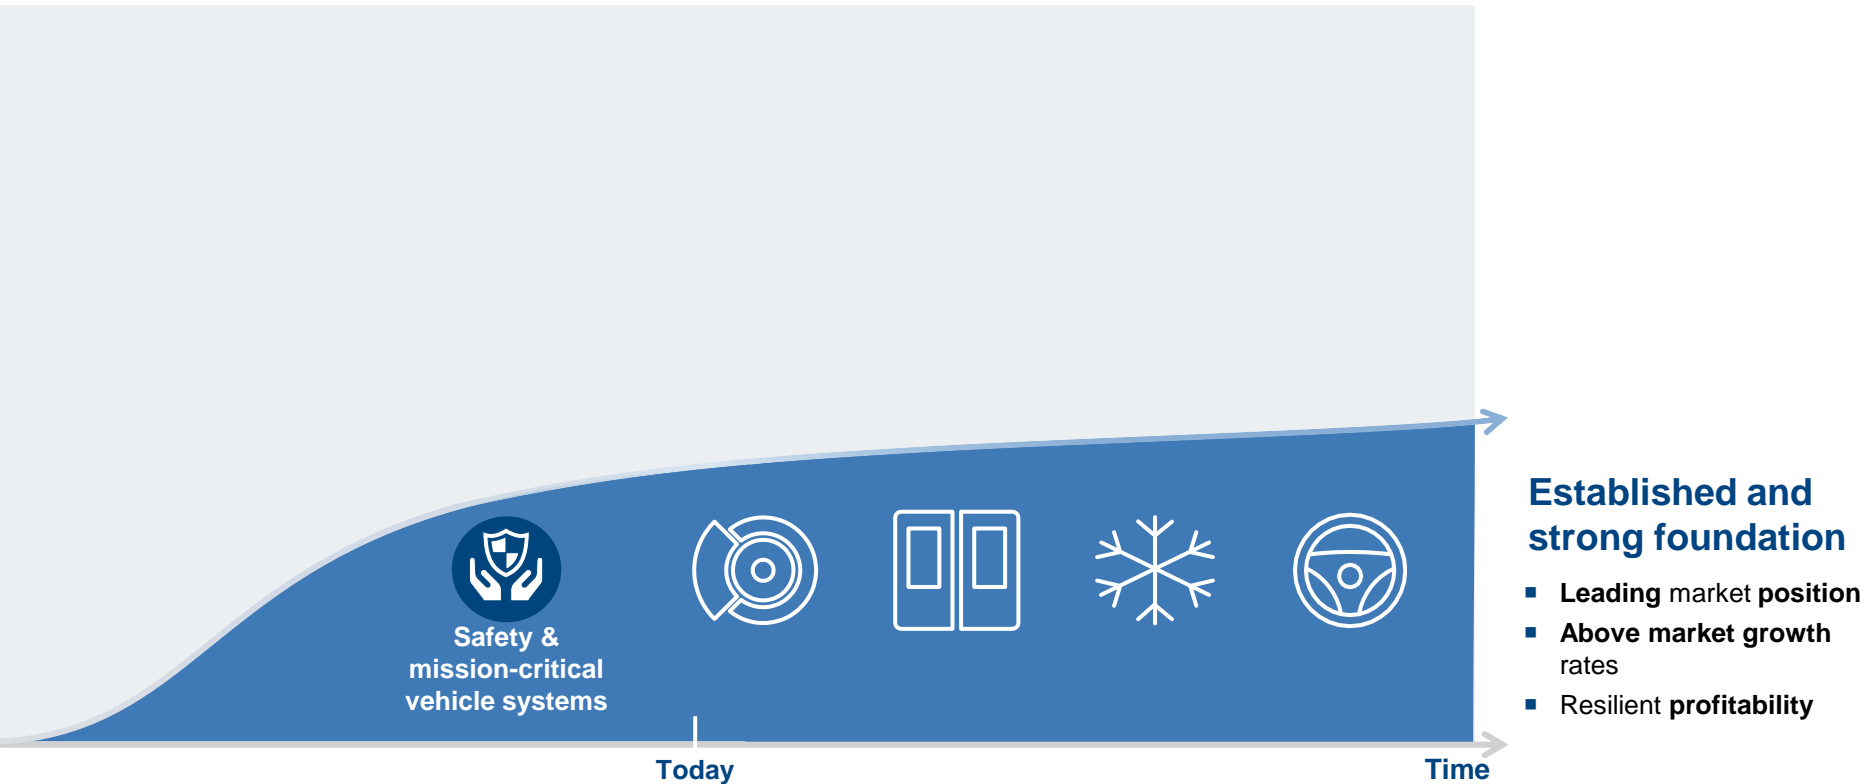 Established and
strong foundation
■ Leading market position
■ Above market growth
rates
■ Resilient profitability
Safety &
mission-critical
vehicle systems
Today
Time